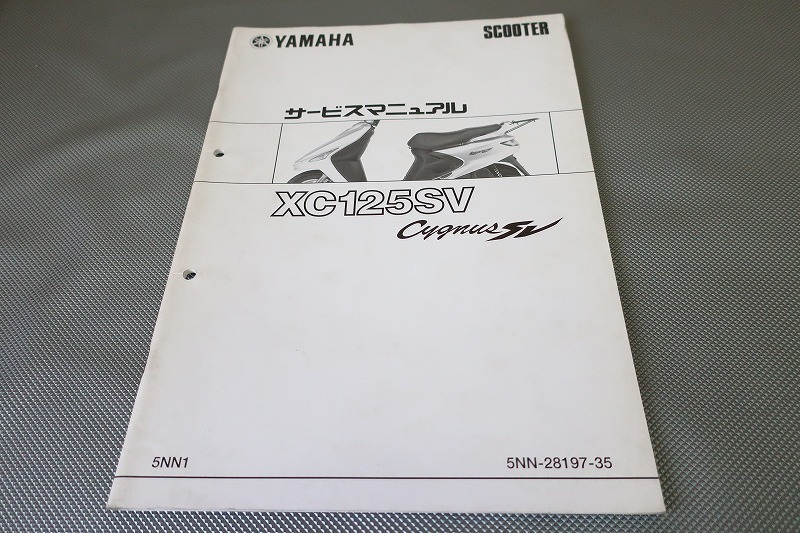 YAMAHA
SCOOTER
サービスマニュアル
XC125SV
Cygnus SV
5NN1
5NN-28197-35